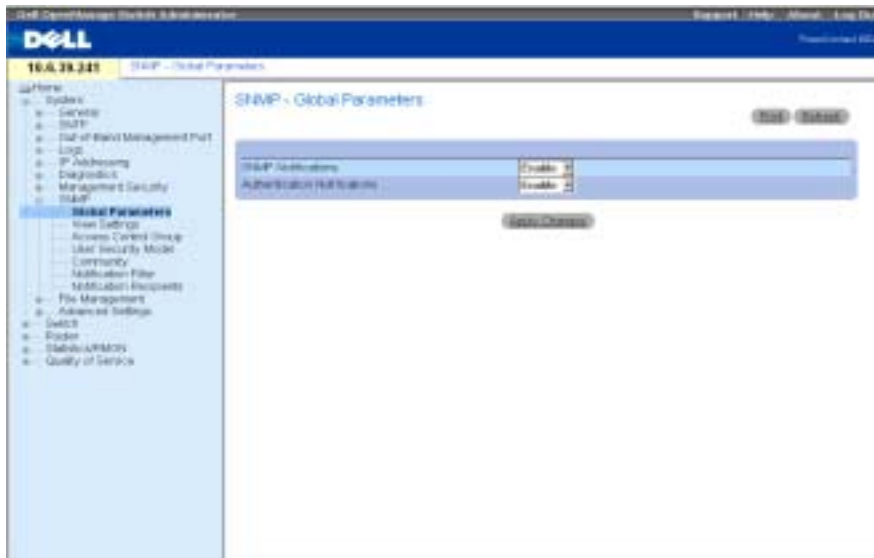 Dell OpenManage Switch Administrator
Support Help About Log Out
DELL
10.6.39.241
SNMP - Global Parameters
Home
System
General
SNTP
Out-of-Band Management Port
Logs
IP Addressing
Diagnostics
Management Security
SNMP
Global Parameters
View Settings
Access Control Group
User Security Model
Community
Notification Filter
Notification Recipients
File Management
Advanced Settings
Switch
Router
Statistics/RMON
Quality of Service
SNMP - Global Parameters
Print Refresh
SNMP Notifications Enable
Authentication Notifications Enable
Apply Changes